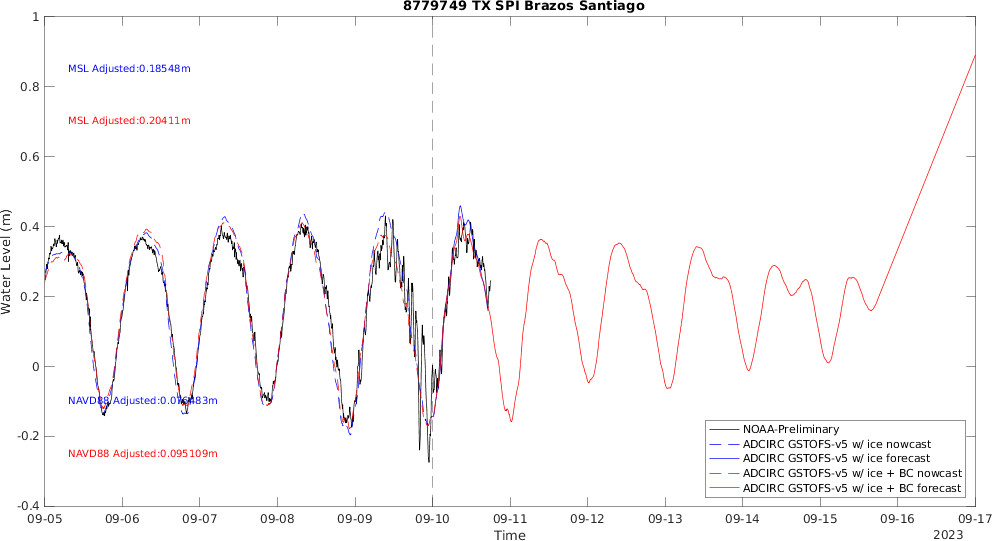 8779749 TX SPI Brazos Santiago
1
0.8
0.6
0.4
0.2
0
-0.2
-0.4
Water Level (m)
MSL Adjusted:0.18548m
MSL Adjusted:0.20411m
NAVD88
NAVD88 Adjusted:0.095109m
NOAA-Preliminary
ADCIRC GSTOFS-v5 w/ ice nowcast
ADCIRC GSTOFS-v5 w/ ice forecast
ADCIRC GSTOFS-v5 w/ ice + BC nowcast
ADCIRC GSTOFS-v5 w/ ice + BC forecast
09-05 09-06 09-07 09-08 09-09 09-10 09-11 09-12 09-13 09-14 09-15 09-16 09-17
Time
2023